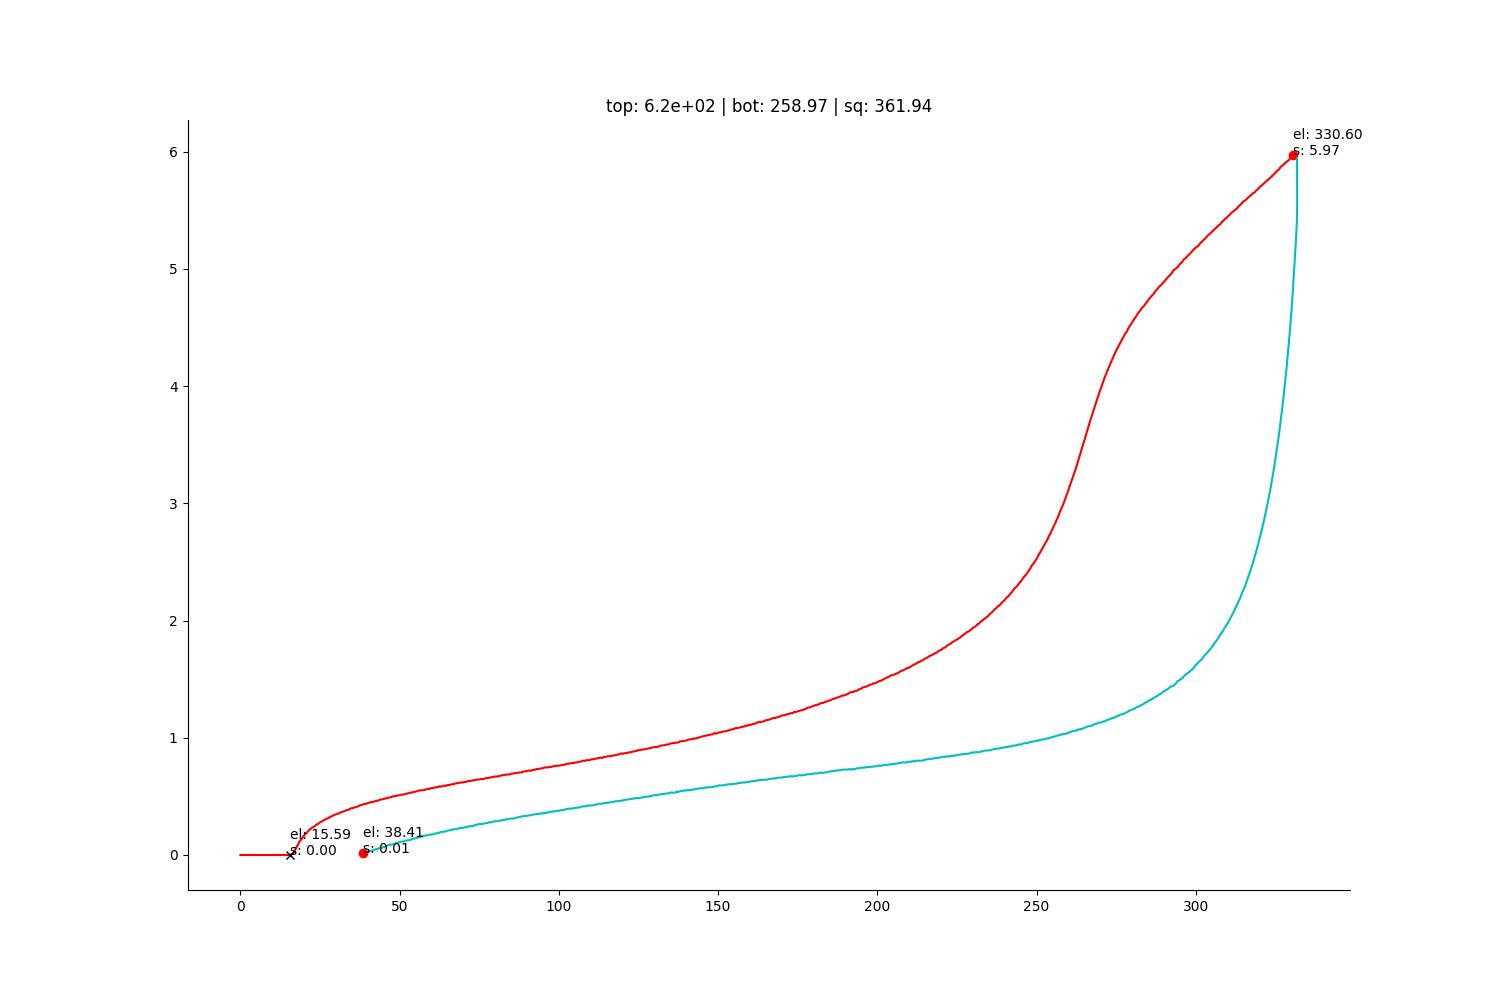 top: 6.2e+02 | bot: 258.97 | sq: 361.94
el: 330.60
s: 5.97
6
5
4
3
2
1
0
el: 15.59
s: 0.00
el: 38.41
s: 0.01
0
50
100
150
200
250
300